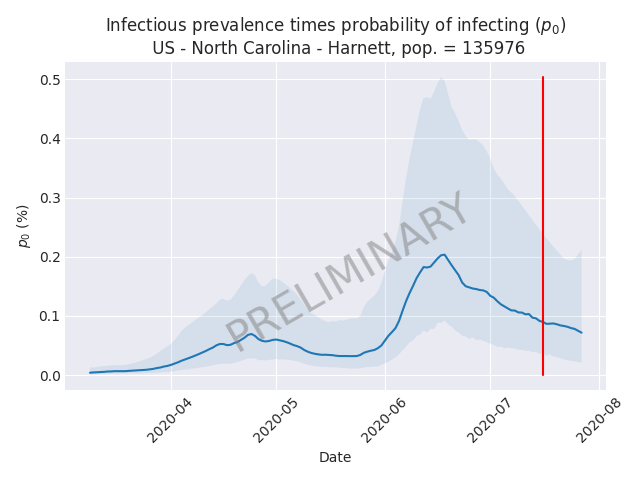 Infectious prevalence times probability of infecting (p₀)
US - North Carolina - Harnett, pop. = 135976
0.5
0.4
0.3
0.2
0.1
0.0
p₀ (%)
PRELIMINARY
2020-04
2020-05
2020-06
2020-07
2020-08
Date